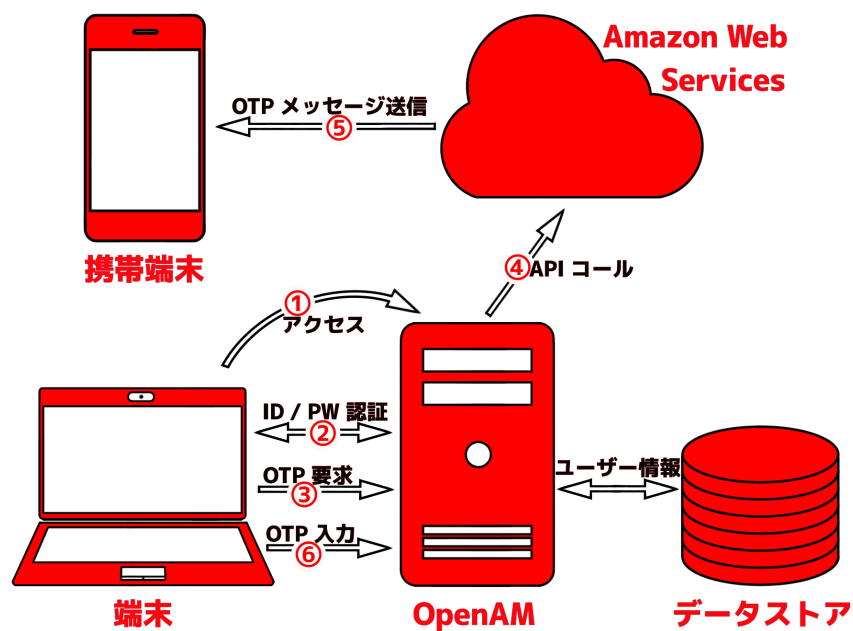 Amazon Web
Services
OTP メッセージ送信
⑤
携帯端末
④API コール
①
アクセス
ID / PW 認証
②
OTP 要求
③
ユーザー情報
OTP 入力
⑥
端末
OpenAM
データストア